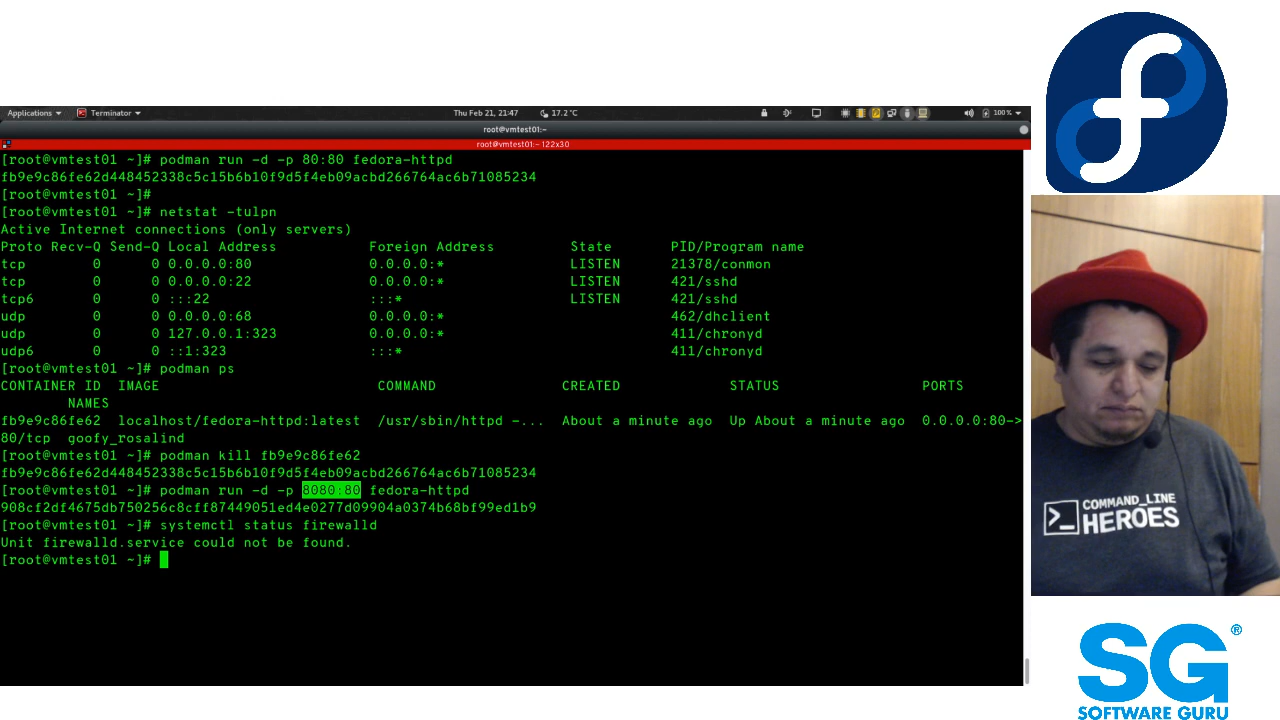 Applications Terminator Thu Feb 21, 21:47 17.2°C 100%
root@vmtest01:~
root@vmtest01:~ 122x30
[root@vmtest01 ~]# podman run -d -p 80:80 fedora-httpd
fb9e9c86fe62d448452338c5c15b6b10f9d5f4eb09acbd266764ac6b71085234
[root@vmtest01 ~]#
[root@vmtest01 ~]# netstat -tulpn
Active Internet connections (only servers)
Proto Recv-Q Send-Q Local Address Foreign Address State PID/Program name
tcp 0 0 0.0.0.0:80 0.0.0.0:* LISTEN 21378/conmon
tcp 0 0 0.0.0.0:22 0.0.0.0:* LISTEN 421/sshd
tcp6 0 0 :::22 :::* LISTEN 421/sshd
udp 0 0 0.0.0.0:68 0.0.0.0:* 462/dhclient
udp 0 0 127.0.0.1:323 0.0.0.0:* 411/chronyd
udp6 0 0 ::1:323 :::* 411/chronyd
[root@vmtest01 ~]# podman ps
CONTAINER ID IMAGE COMMAND CREATED STATUS PORTS
NAMES
fb9e9c86fe62 localhost/fedora-httpd:latest /usr/sbin/httpd -... About a minute ago Up About a minute ago 0.0.0.0:80->
80/tcp goofy_rosalind
[root@vmtest01 ~]# podman kill fb9e9c86fe62
fb9e9c86fe62d448452338c5c15b6b10f9d5f4eb09acbd266764ac6b71085234
[root@vmtest01 ~]# podman run -d -p 8080:80 fedora-httpd
908cf2df4675db750256c8cff87449051ed4e0277d09904a0374b68bf99ed1b9
[root@vmtest01 ~]# systemctl status firewalld
Unit firewalld.service could not be found.
[root@vmtest01 ~]#
>_ COMMAND_LINE
HEROES
SG®
SOFTWARE GURU